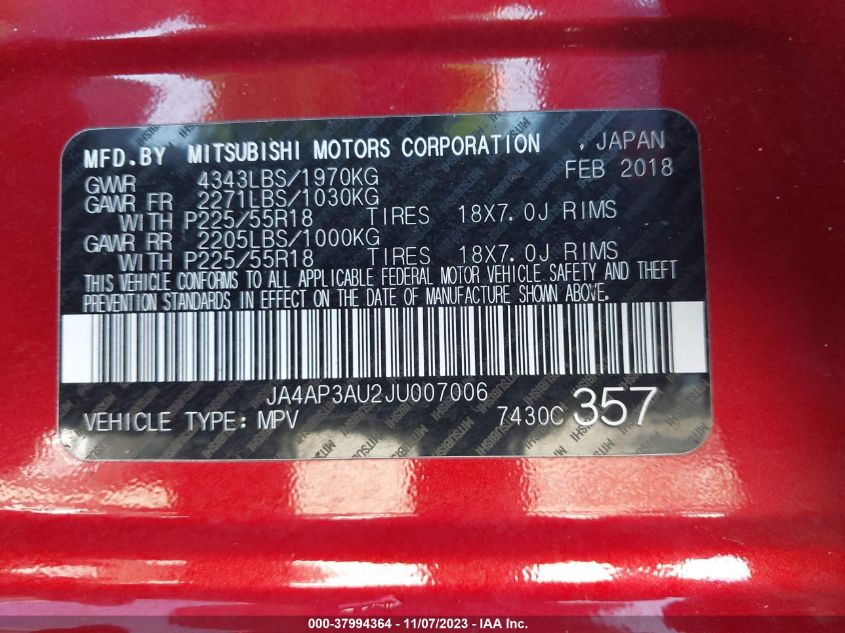 MFD.BY MITSUBISHI MOTORS CORPORATION , JAPAN
GWVR 4343LBS/1970KG FEB 2018
GAWR FR 2271LBS/1030KG
WITH P225/55R18 TIRES 18X7.0J RIMS
GAWR RR 2205LBS/1000KG
WITH P225/55R18 TIRES 18X7.0J RIMS
THIS VEHICLE CONFORMS TO ALL APPLICABLE FEDERAL MOTOR VEHICLE SAFETY AND THEFT
PREVENTION STANDARDS IN EFFECT ON THE DATE OF MANUFACTURE SHOWN ABOVE.
JA4AP3AU2JU007006
VEHICLE TYPE: MPV 7430C 357
000-37994364 - 11/07/2023 - IAA Inc.